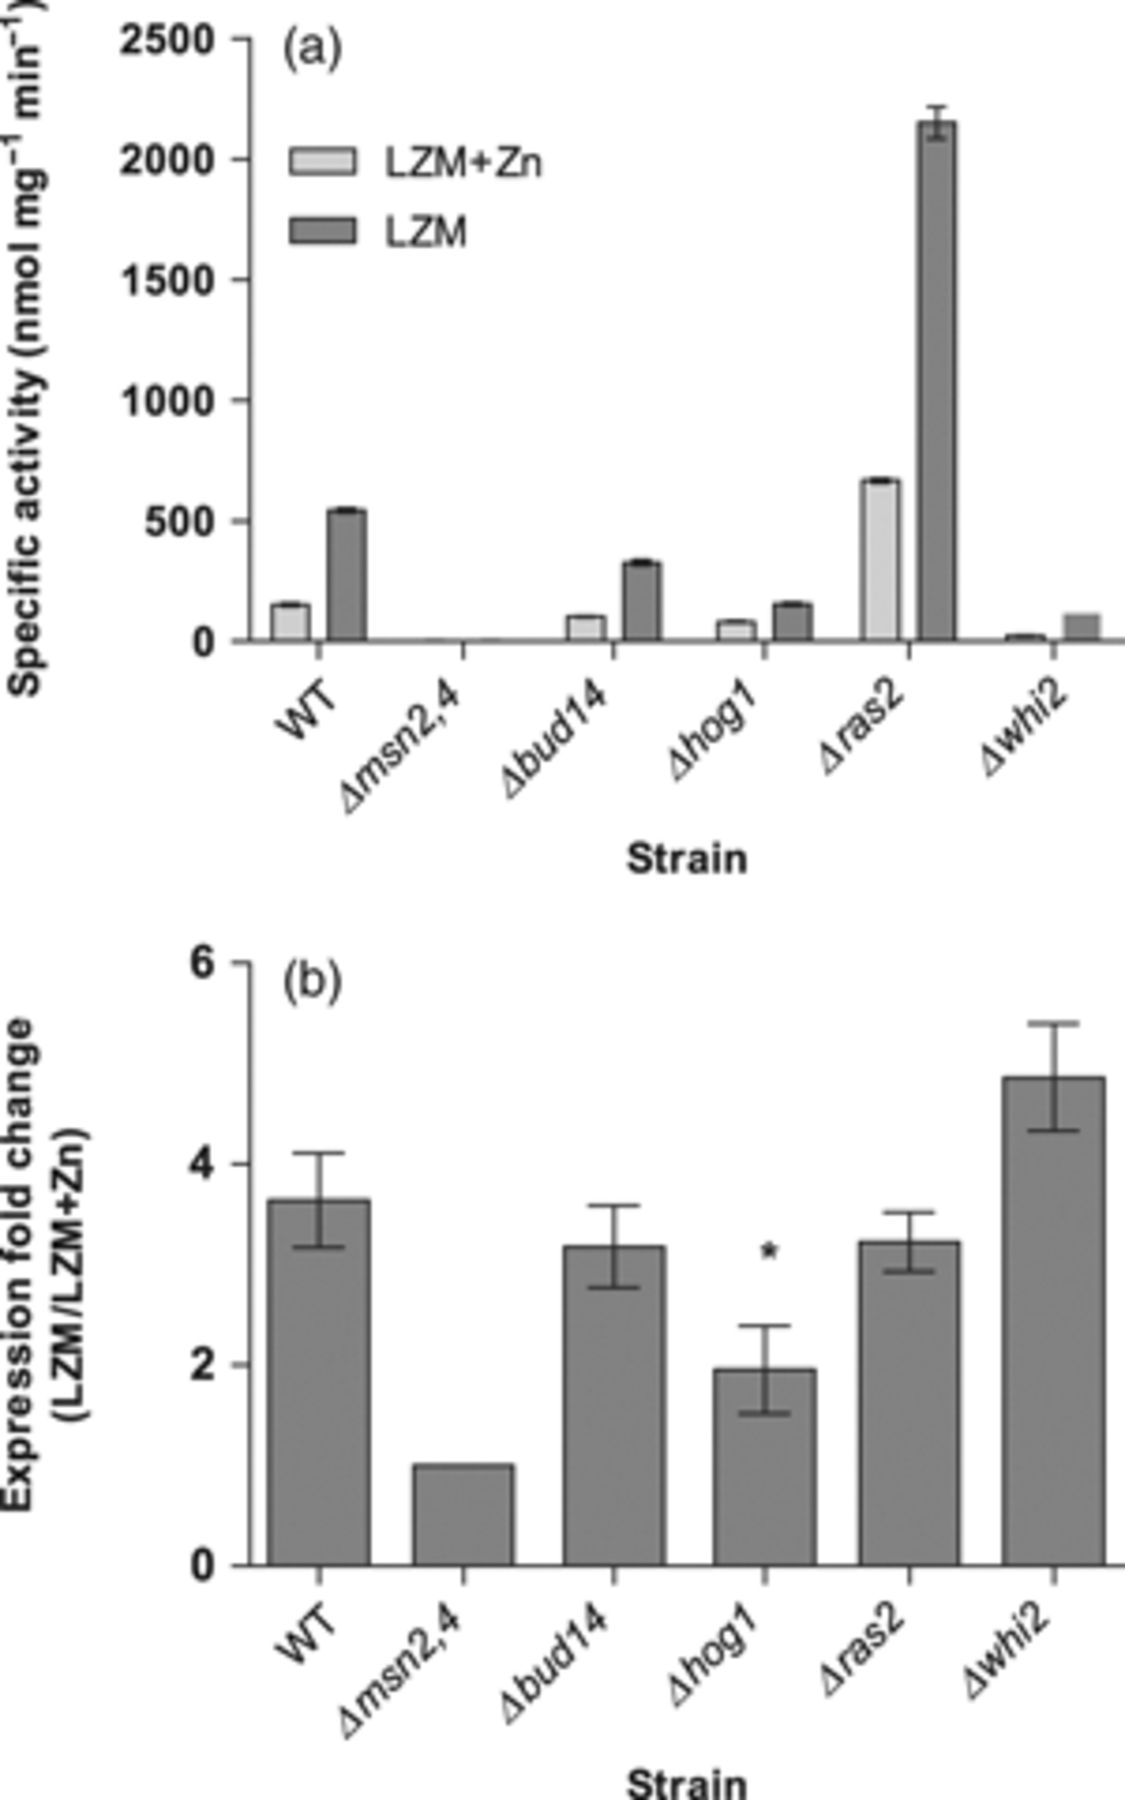 (a)
Specific activity (nmol mg⁻¹ min⁻¹)
2500
2000
1500
1000
500
0
LZM+Zn
LZM
WT
Δmsn2,4
Δbud14
Δhog1
Δras2
Δwhi2
Strain
(b)
Expression fold change
(LZM/LZM+Zn)
6
4
2
0
*
WT
Δmsn2,4
Δbud14
Δhog1
Δras2
Δwhi2
Strain